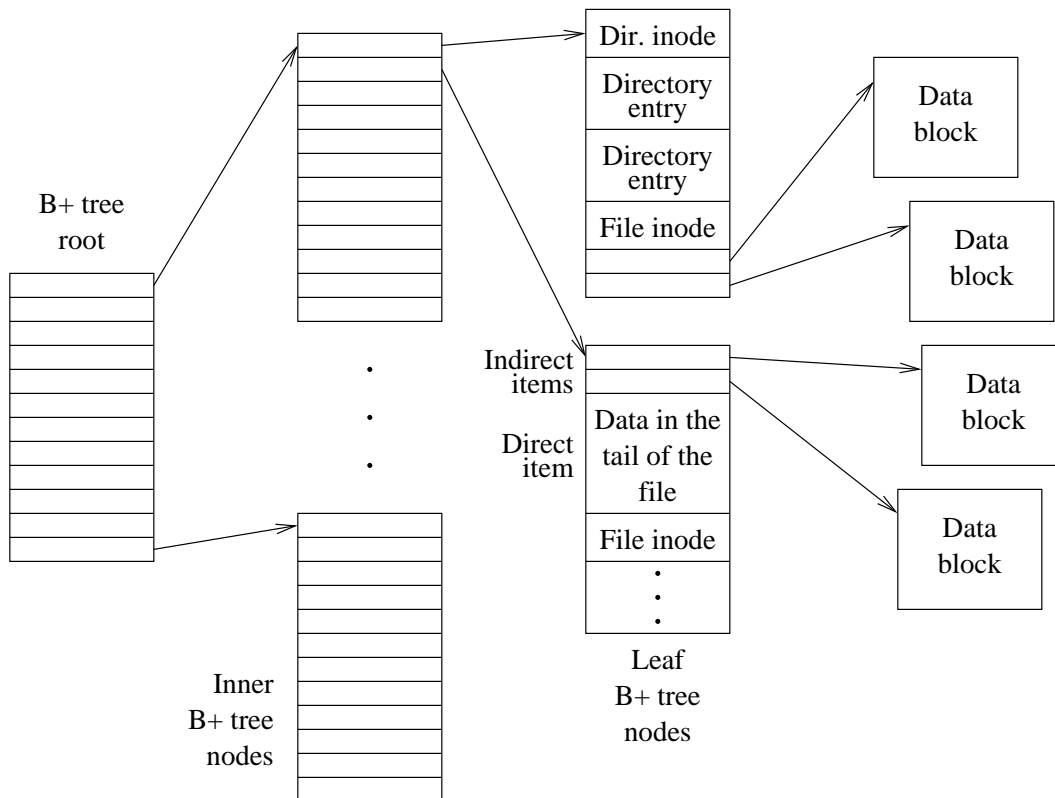 B+ tree
root
Inner
B+ tree
nodes
Dir. inode
Directory
entry
Directory
entry
File inode
Indirect
items
Direct
item
Data in the
tail of the
file
File inode
Leaf
B+ tree
nodes
Data
block
Data
block
Data
block
Data
block